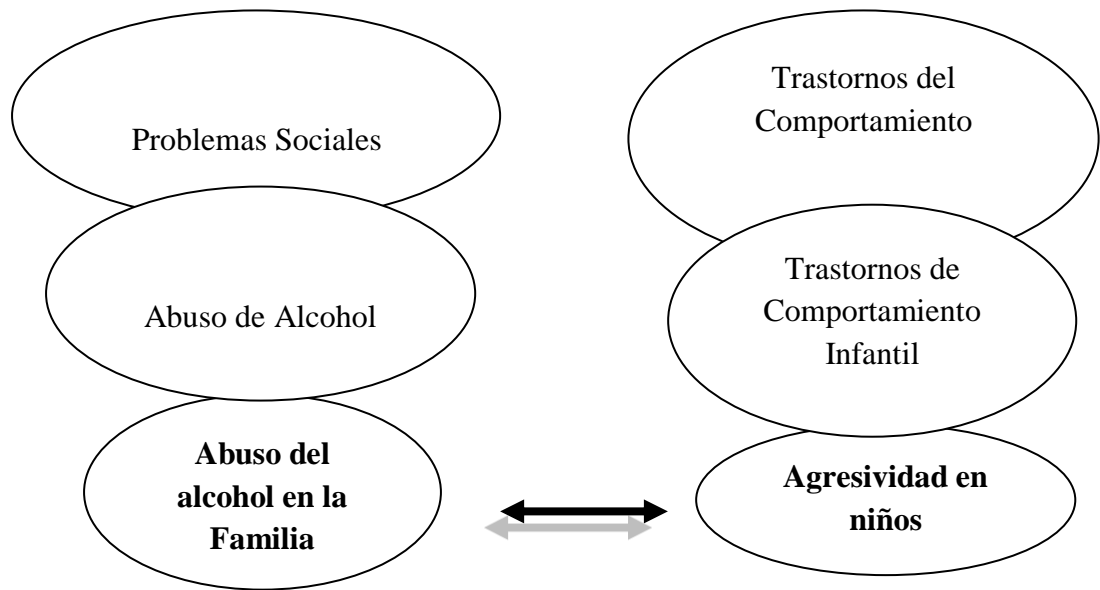 Problemas Sociales
Abuso de Alcohol
Abuso del
alcohol en la
Familia
Trastornos del
Comportamiento
Trastornos de
Comportamiento
Infantil
Agresividad en
niños